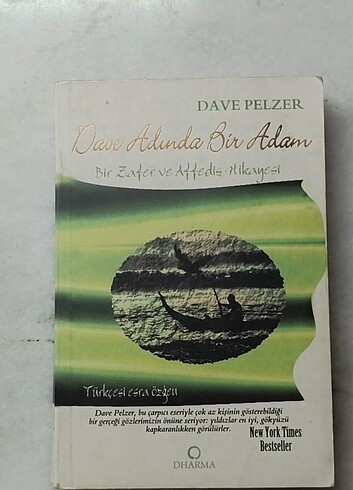 DAVE PELZER
Dave Adında Bir Adam
Bir Zafer ve Affediş Hikayesi
Türkçesi esra özgen
Dave Pelzer, bu çarpıcı eseriyle çok az kişinin gösterebildiği
bir gerçeği gözlerimizin önüne seriyor: yıldızlar en iyi, gökyüzü
kapkaranlıkken görülürler.
New York Times
Bestseller
DHARMA